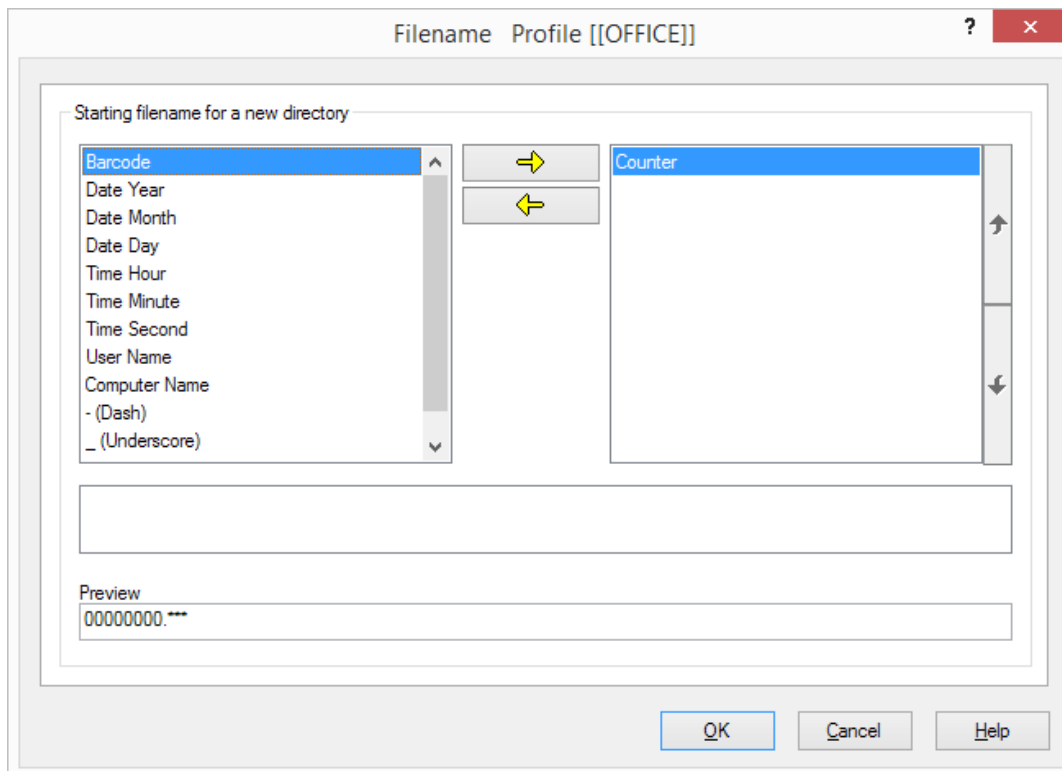 Filename   Profile [[OFFICE]]
?
Starting filename for a new directory
Barcode
Date Year
Date Month
Date Day
Time Hour
Time Minute
Time Second
User Name
Computer Name
- (Dash)
_ (Underscore)
Counter
Preview
00000000.***
OK
Cancel
Help